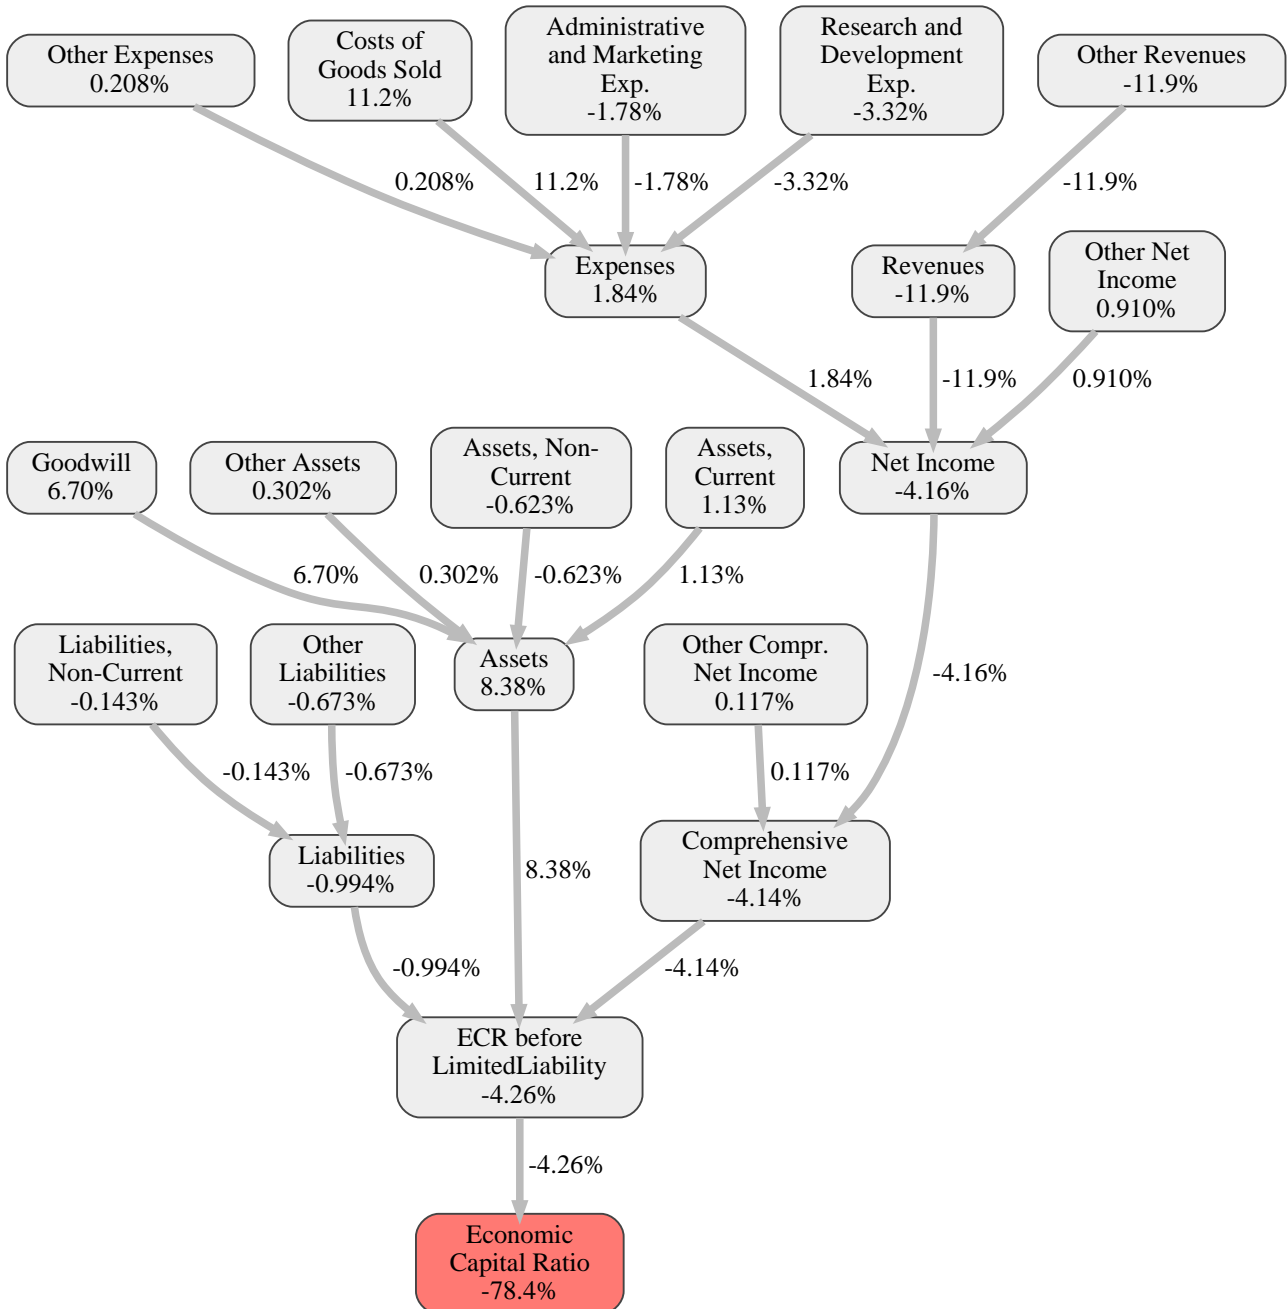 Other Expenses
0.208%
Costs of
Goods Sold
11.2%
Administrative
and Marketing
Exp.
-1.78%
Research and
Development
Exp.
-3.32%
Other Revenues
-11.9%
0.208%
11.2%
-1.78%
-3.32%
-11.9%
Expenses
1.84%
Revenues
-11.9%
Other Net
Income
0.910%
1.84%
-11.9%
0.910%
Goodwill
6.70%
Other Assets
0.302%
Assets, Non-
Current
-0.623%
Assets,
Current
1.13%
Net Income
-4.16%
6.70%
0.302%
-0.623%
1.13%
Liabilities,
Non-Current
-0.143%
Other
Liabilities
-0.673%
Assets
8.38%
Other Compr.
Net Income
0.117%
-4.16%
-0.143%
-0.673%
0.117%
Liabilities
-0.994%
8.38%
Comprehensive
Net Income
-4.14%
-0.994%
-4.14%
ECR before
LimitedLiability
-4.26%
-4.26%
Economic
Capital Ratio
-78.4%